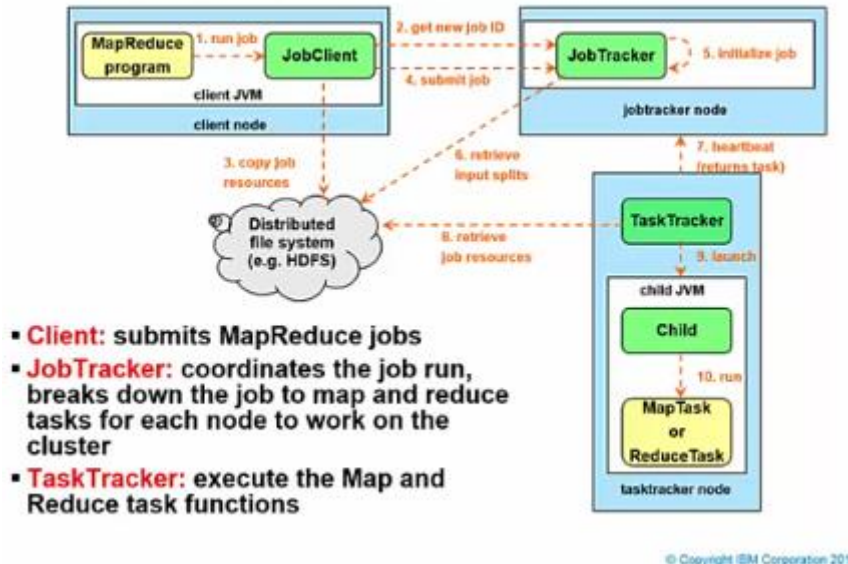 MapReduce
program
1. run job
JobClient
client JVM
client node
2. get new job ID
4. submit job
JobTracker
5. initialize job
jobtracker node
3. copy job
resources
6. retrieve
input splits
7. heartbeat
(returns task)
Distributed
file system
(e.g. HDFS)
8. retrieve
job resources
TaskTracker
9. launch
child JVM
Child
10. run
MapTask
or
ReduceTask
tasktracker node
▪ Client: submits MapReduce jobs
▪ JobTracker: coordinates the job run,
breaks down the job to map and reduce
tasks for each node to work on the
cluster
▪ TaskTracker: execute the Map and
Reduce task functions
© Copyright IBM Corporation 201